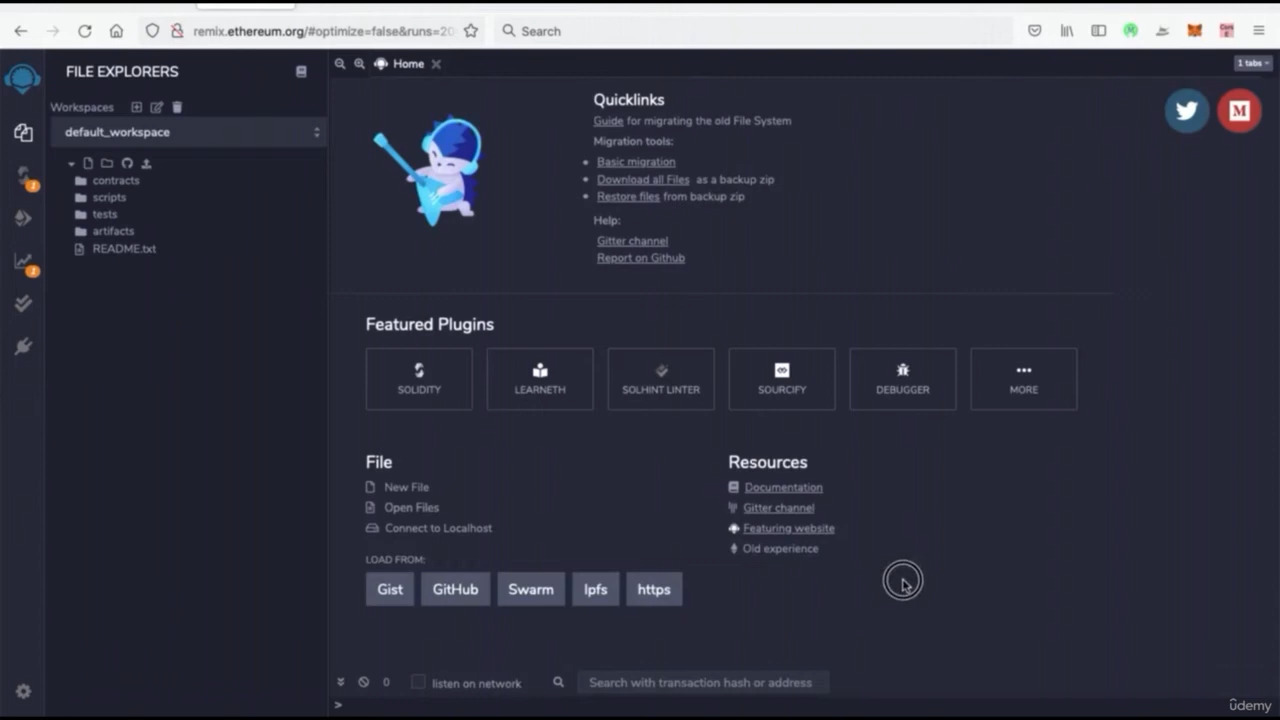 remix.ethereum.org/#optimize=false&runs=20
Search
FILE EXPLORERS
Home
1 tabs
Workspaces
default_workspace
contracts
scripts
tests
artifacts
README.txt
1
1
Quicklinks
Guide for migrating the old File System
Migration tools:
Basic migration
Download all Files as a backup zip
Restore files from backup zip
Help:
Gitter channel
Report on Github
M
Featured Plugins
SOLIDITY
LEARNETH
SOLHINT LINTER
SOURCIFY
DEBUGGER
MORE
File
New File
Open Files
Connect to Localhost
LOAD FROM:
Gist
GitHub
Swarm
Ipfs
https
Resources
Documentation
Gitter channel
Featuring website
Old experience
0
listen on network
Search with transaction hash or address
>
udemy